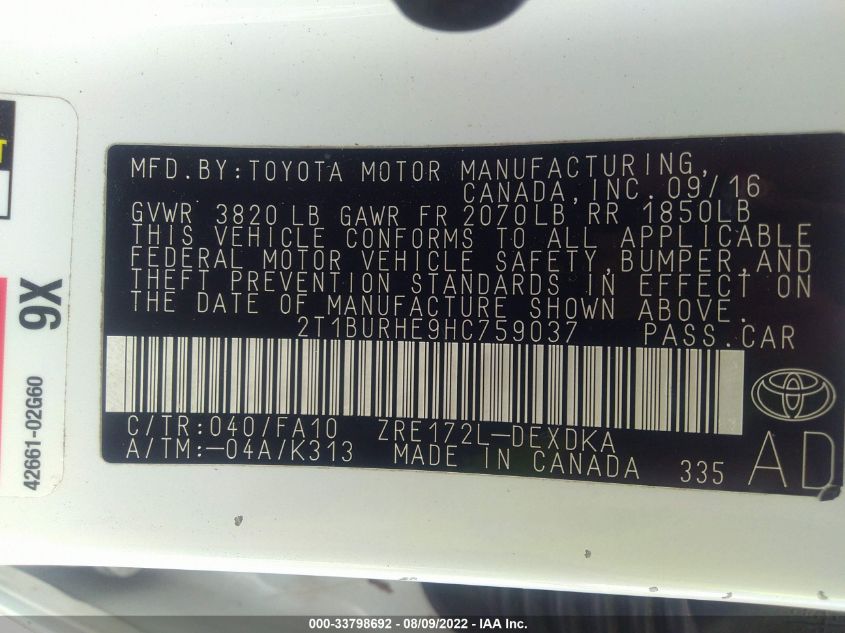 MFD.BY:TOYOTA MOTOR MANUFACTURING,
CANADA,INC.09/16
GVWR 3820 LB GAWR FR 2070LB RR 1850LB
THIS VEHICLE CONFORMS TO ALL APPLICABLE
FEDERAL MOTOR VEHICLE SAFETY,BUMPER,AND
THEFT PREVENTION STANDARDS IN EFFECT ON
THE DATE OF MANUFACTURE SHOWN ABOVE.
2T1BURHE9HC759037 PASS.CAR
C/TR:040/FA10 ZRE172L-DEXDKA
A/TM:-04A/K313 MADE IN CANADA 335 AD
9X
42661-02G60
000-33798692 - 08/09/2022 - IAA Inc.